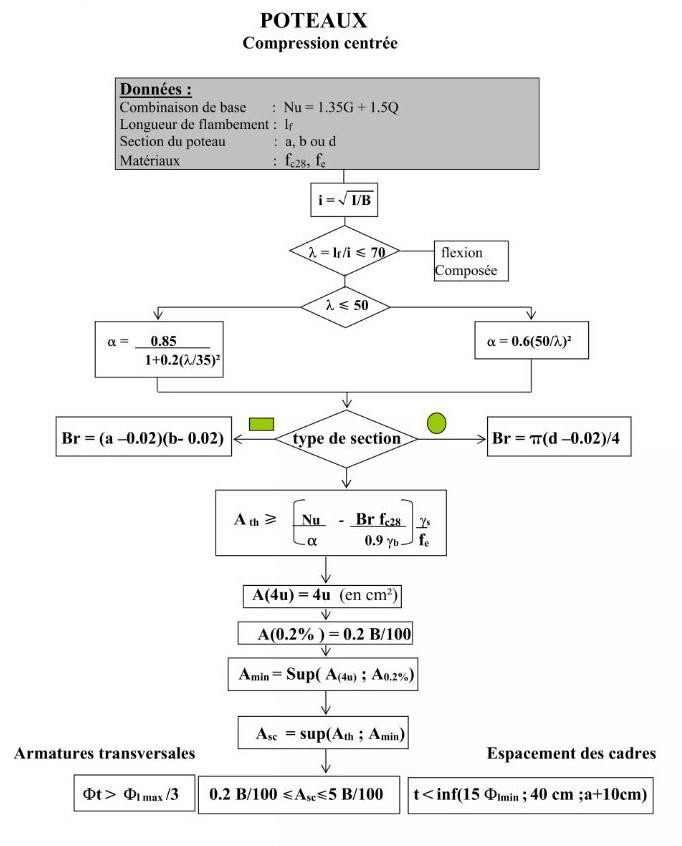 POTEAUX
Compression centrée
Données :
Combinaison de base : Nu = 1.35G + 1.5Q
Longueur de flambement : lf
Section du poteau : a, b ou d
Matériaux : fc28, fe
i = √I/B
λ = lf/i ⩽ 70
flexion
Composée
λ ⩽ 50
α = 0.85
1+0.2(λ/35)²
α = 0.6(50/λ)²
Br = (a –0.02)(b- 0.02)
type de section
Br = π(d –0.02)/4
A th ⩾ [ Nu - Br fc28 ] γs
α 0.9 γb fe
A(4u) = 4u (en cm²)
A(0.2% ) = 0.2 B/100
Amin = Sup( A(4u) ; A0.2%)
Asc = sup(Ath ; Amin)
Armatures transversales
Espacement des cadres
Φt > Φl max /3
0.2 B/100 ⩽ Asc ⩽ 5 B/100
t < inf(15 Φlmin ; 40 cm ;a+10cm)